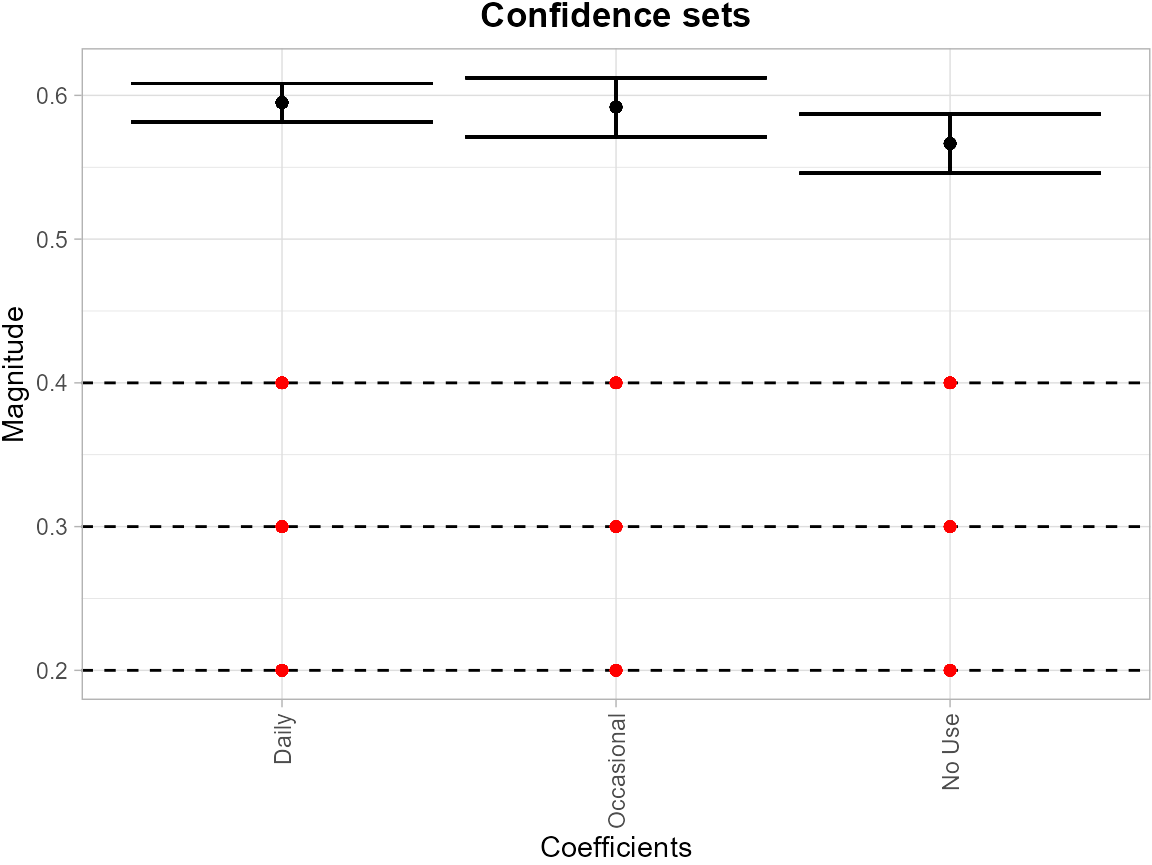 Confidence sets
Magnitude
0.6
0.5
0.4
0.3
0.2
Daily
Occasional
No Use
Coefficients